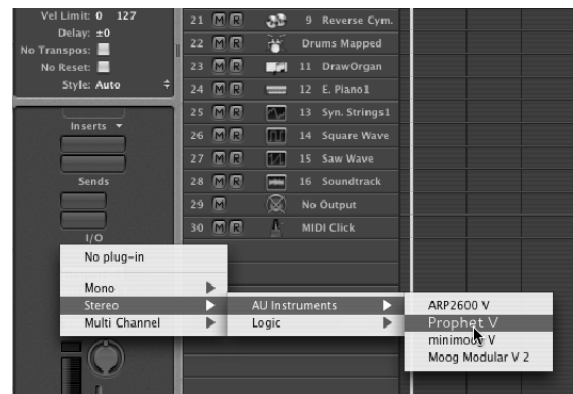 Vel Limit: 0 127
Delay: ±0
No Transpos:
No Reset:
Style: Auto
Inserts
Sends
I/O
21 M R 9 Reverse Cym.
22 M R Drums Mapped
23 M R 11 DrawOrgan
24 M R 12 E. Piano1
25 M R 13 Syn. Strings1
26 M R 14 Square Wave
27 M R 15 Saw Wave
28 M R 16 Soundtrack
29 M No Output
30 M R MIDI Click
No plug-in
Mono
Stereo
Multi Channel
AU Instruments
Logic
ARP2600 V
Prophet V
minimoog V
Moog Modular V 2